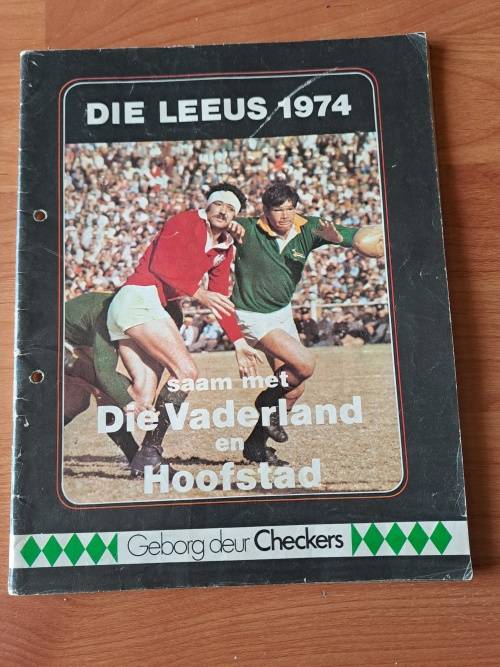 DIE LEEUS 1974
saam met
Die Vaderland
en
Hoofstad
Geborg deur Checkers